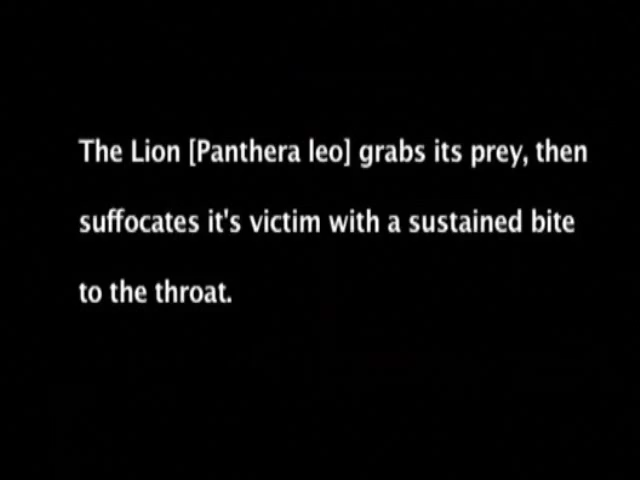 The Lion [Panthera leo] grabs its prey, then
suffocates it's victim with a sustained bite
to the throat.